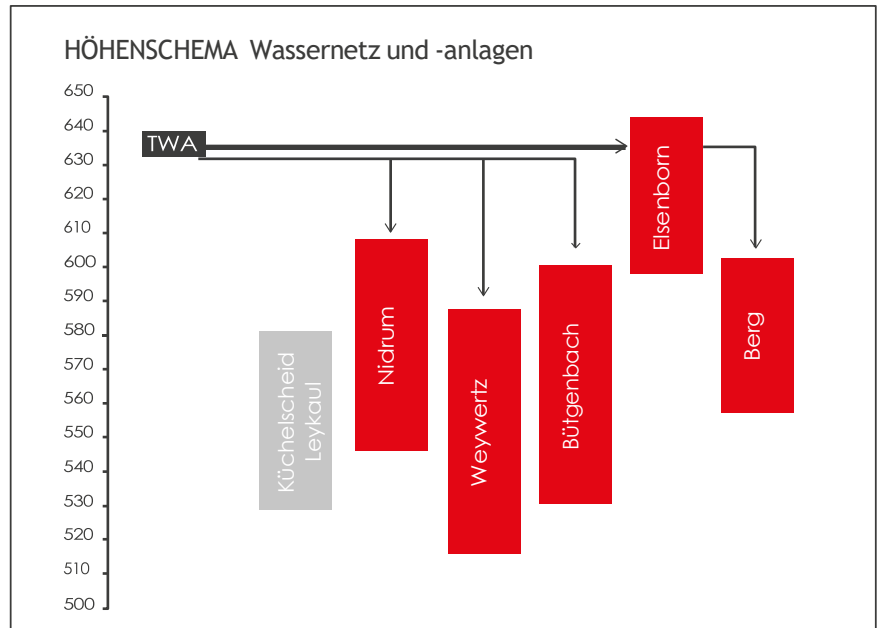 HÖHENSCHEMA Wassernetz und -anlagen
650
640
630
620
610
600
590
580
570
560
550
540
530
520
510
500
TWA
Küchelscheid
Leykaul
Nidrum
Weywertz
Bütgenbach
Elsenborn
Berg